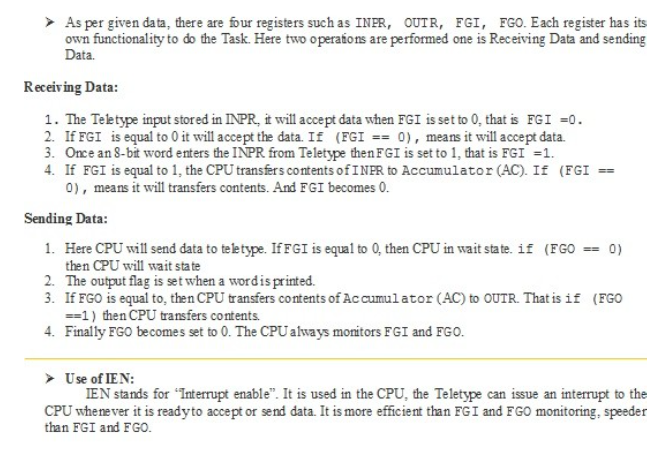 ➤ As per given data, there are four registers such as INPR, OUTR, FGI, FGO. Each register has its
own functionality to do the Task. Here two operations are performed one is Receiving Data and sending
Data.
Receiving Data:
1. The Teletype input stored in INPR, it will accept data when FGI is set to 0, that is FGI =0.
2. If FGI is equal to 0 it will accept the data. If (FGI == 0), means it will accept data.
3. Once an 8-bit word enters the INPR from Teletype then FGI is set to 1, that is FGI =1.
4. If FGI is equal to 1, the CPU transfers contents of INPR to Accumulator (AC). If (FGI ==
0), means it will transfers contents. And FGI becomes 0.
Sending Data:
1. Here CPU will send data to teletype. If FGI is equal to 0, then CPU in wait state. if (FGO == 0)
then CPU will wait state
2. The output flag is set when a word is printed.
3. If FGO is equal to, then CPU transfers contents of Accumulator (AC) to OUTR. That is if (FGO
==1) then CPU transfers contents.
4. Finally FGO becomes set to 0. The CPU always monitors FGI and FGO.
➤ Use of IEN:
IEN stands for "Interrupt enable". It is used in the CPU, the Teletype can issue an interrupt to the
CPU whenever it is ready to accept or send data. It is more efficient than FGI and FGO monitoring, speeder
than FGI and FGO.